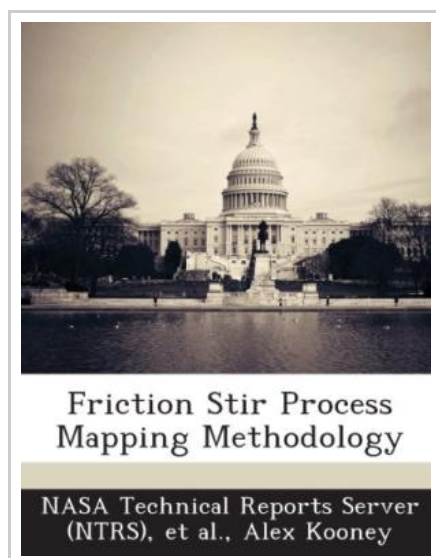 Friction Stir Process
Mapping Methodology
NASA Technical Reports Server
(NTRS), et al., Alex Kooney